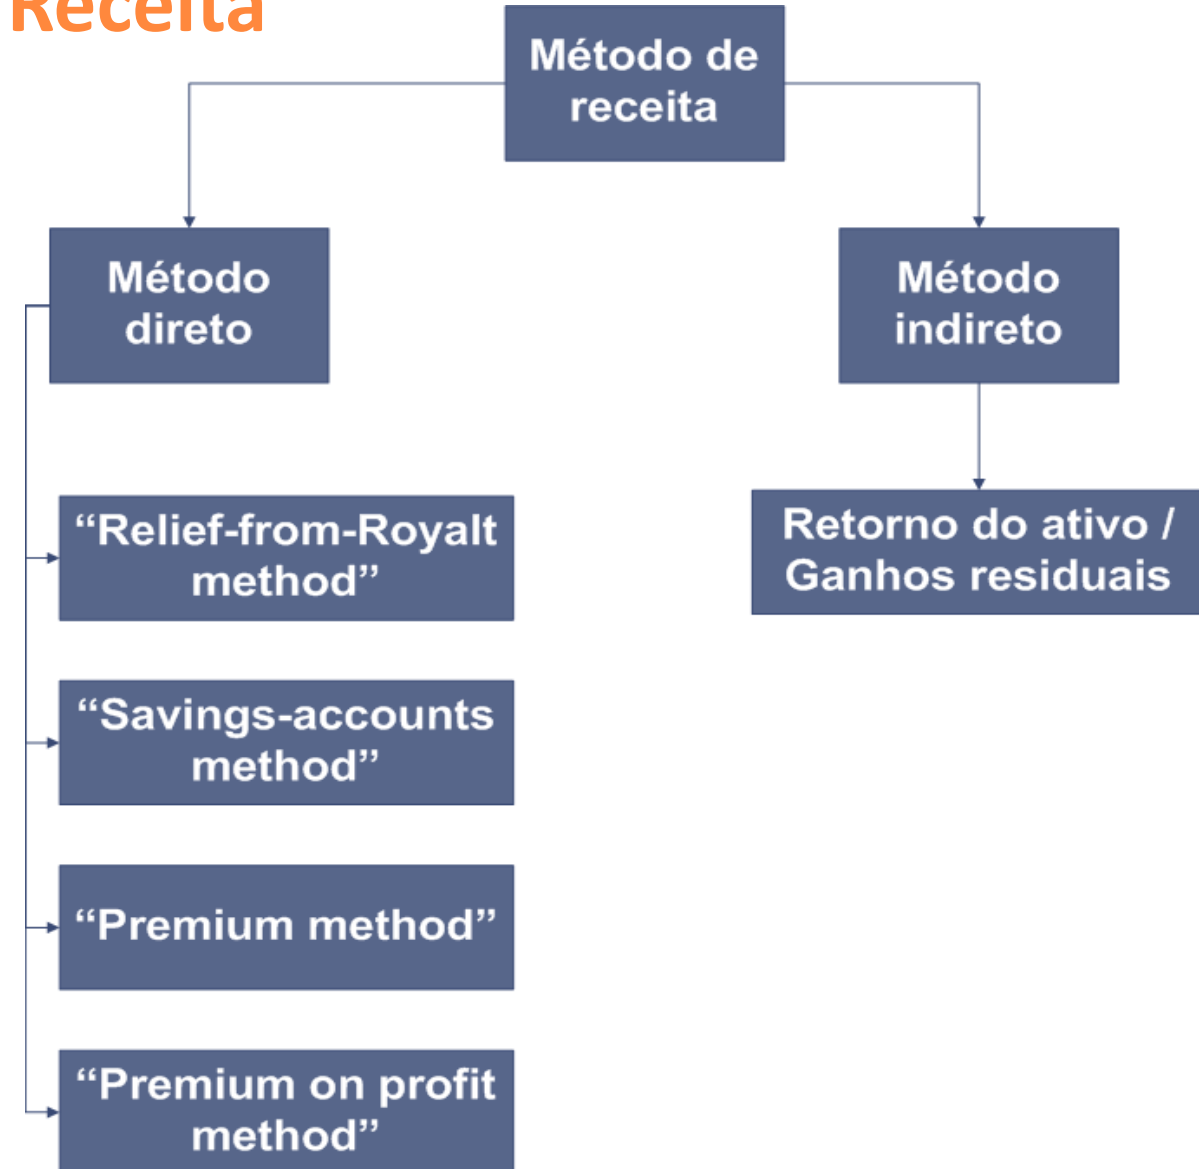 Receita
Método de
receita
Método
direto
Método
indireto
“Relief-from-Royalt
method”
Retorno do ativo /
Ganhos residuais
“Savings-accounts
method”
“Premium method”
“Premium on profit
method”